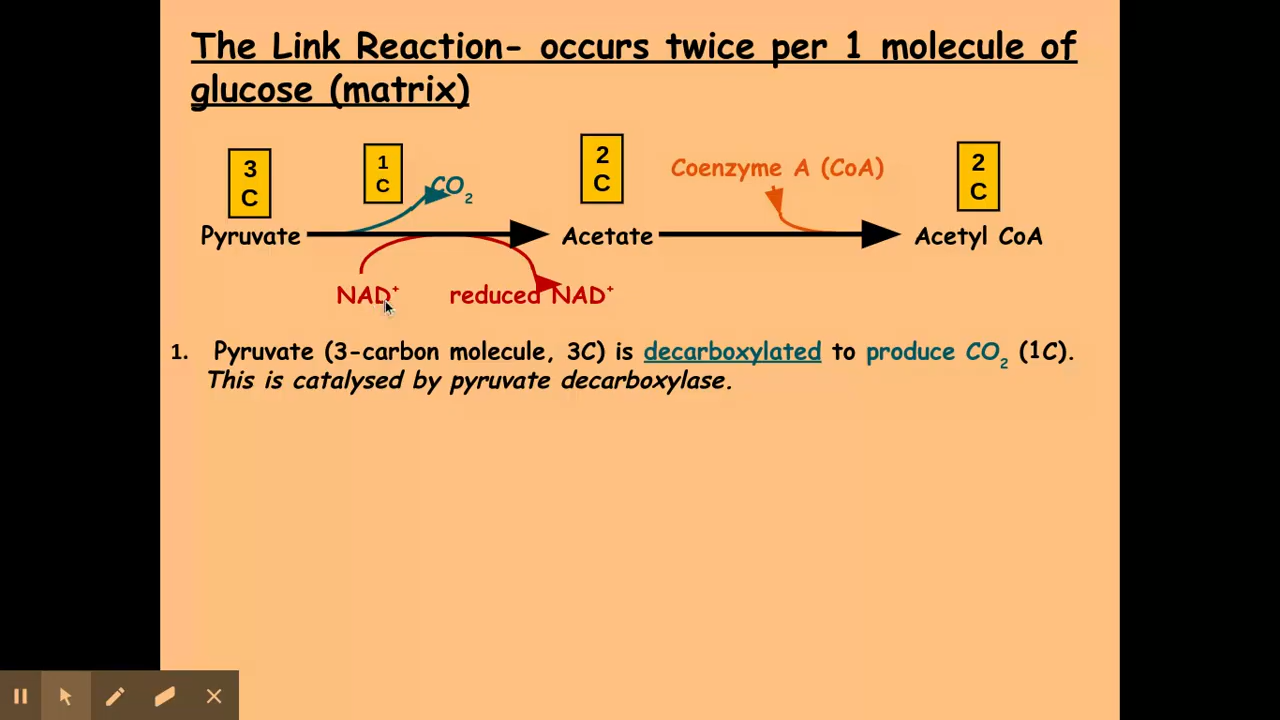 The Link Reaction- occurs twice per 1 molecule of
glucose (matrix)
3
C
1
C
CO₂
2
C
Coenzyme A (CoA)
2
C
Pyruvate
Acetate
Acetyl CoA
NAD⁺
reduced NAD⁺
1. Pyruvate (3-carbon molecule, 3C) is decarboxylated to produce CO₂ (1C).
This is catalysed by pyruvate decarboxylase.